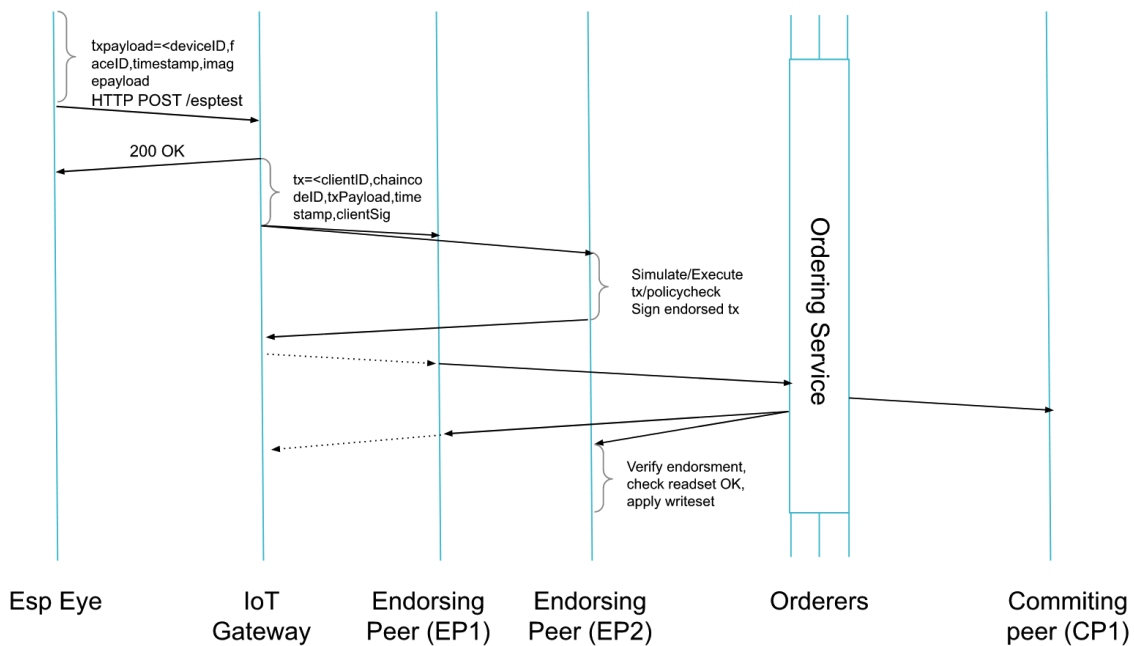 txpayload=<deviceID,f
aceID,timestamp,imag
epayload
HTTP POST /esptest
200 OK
tx=<clientID,chainco
deID,txPayload,time
stamp,clientSig
Simulate/Execute
tx/policycheck
Sign endorsed tx
Ordering Service
Verify endorsment,
check readset OK,
apply writeset
Esp Eye
IoT
Gateway
Endorsing
Peer (EP1)
Endorsing
Peer (EP2)
Orderers
Commiting
peer (CP1)